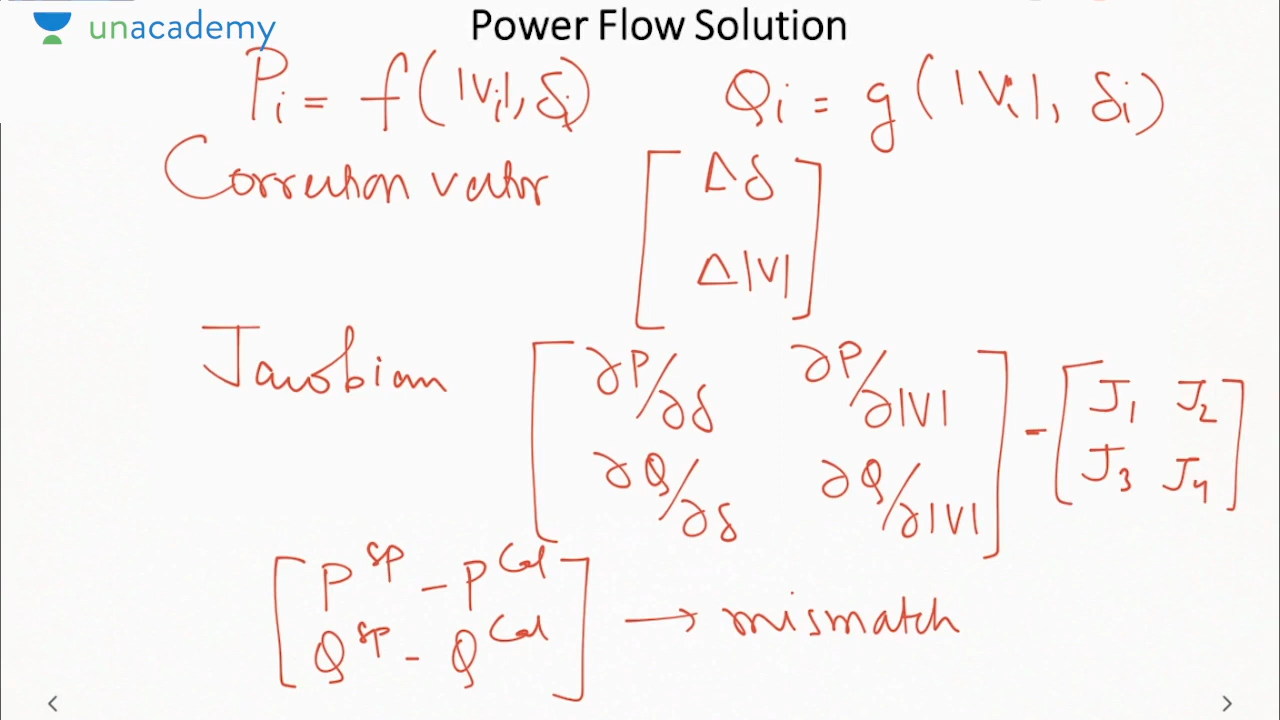 unacademy
Power Flow Solution
Pi = f(|Vi|, δi) Qi = g(|Vi|, δi)
Correction vector [Δδ
Δ|V|]
Jacobian [∂P/∂δ ∂P/∂|V|
∂Q/∂δ ∂Q/∂|V|] = [J1 J2
J3 J4]
[P^sp - P^Cal
Q^sp - Q^Cal] → mismatch